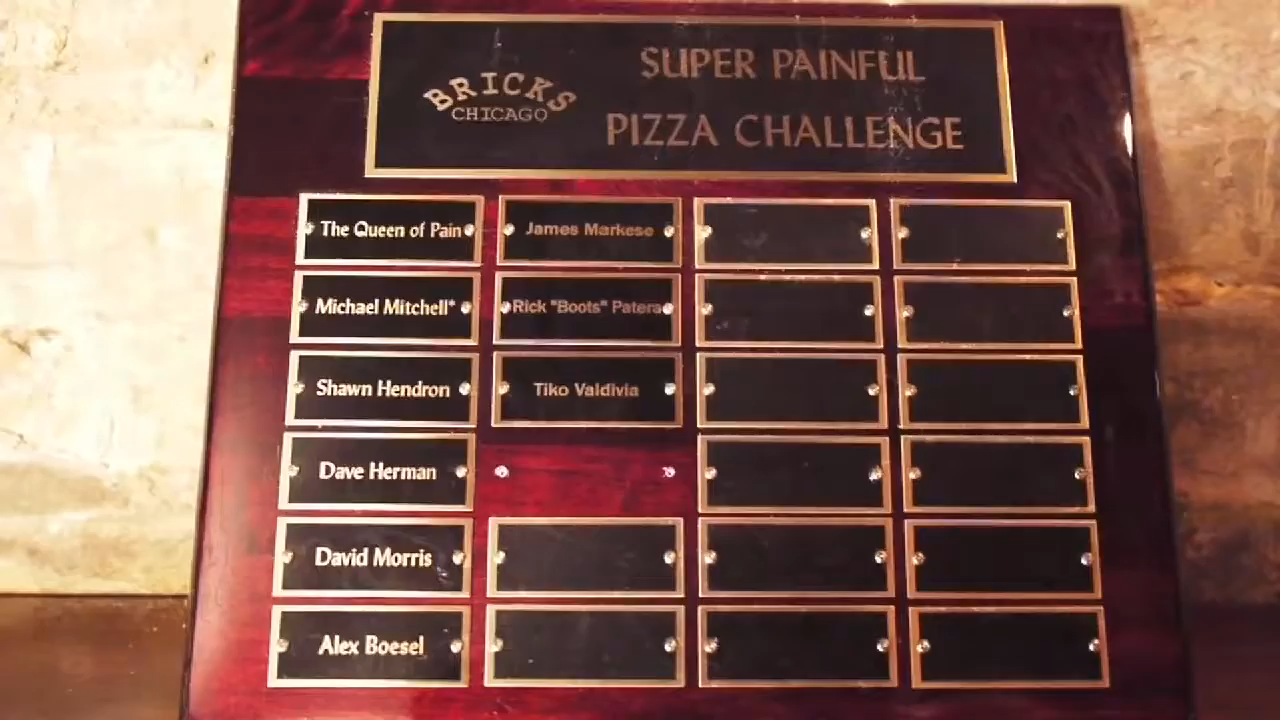 BRICKS
CHICAGO
SUPER PAINFUL
PIZZA CHALLENGE
The Queen of Pain
Michael Mitchell*
Shawn Hendron
Dave Herman
David Morris
Alex Boesel
James Markese
Rick "Boots" Paters
Tiko Valdivia